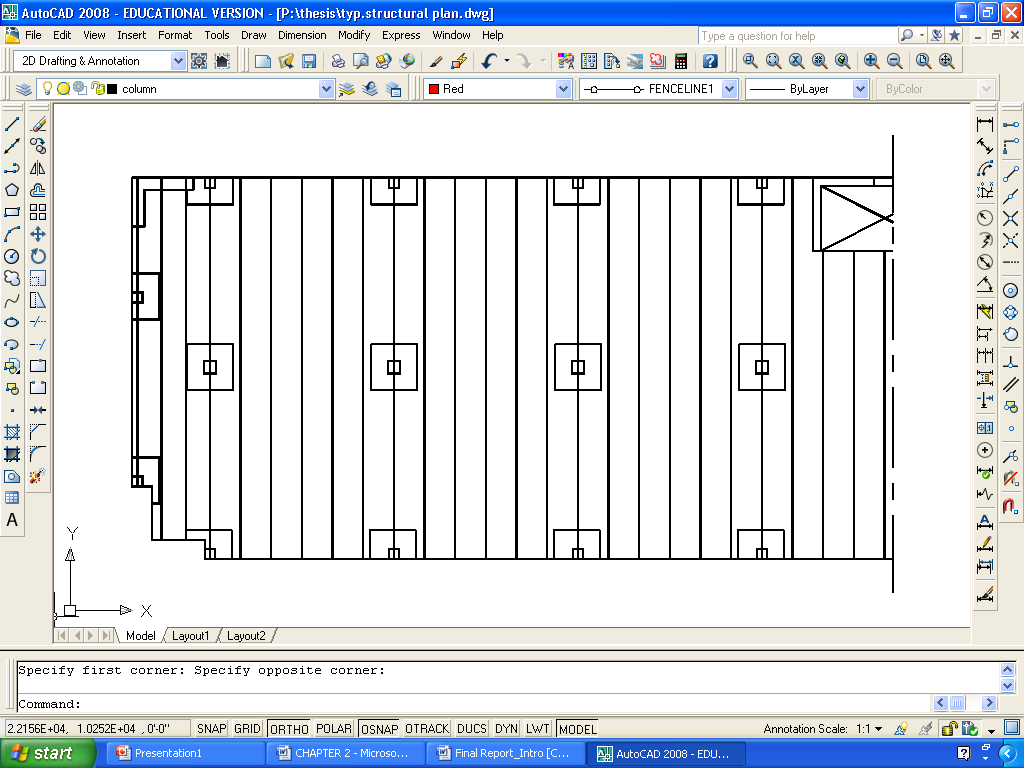 AutoCAD 2008 - EDUCATIONAL VERSION - [P:\thesis\typ.structural plan.dwg]
File Edit View Insert Format Tools Draw Dimension Modify Express Window Help Type a question for help
2D Drafting & Annotation
column Red FENCELINE1 ByLayer ByColor
A
Y
X
Model Layout1 Layout2
Specify first corner: Specify opposite corner:
Command:
2.2156E+04, 1.0252E+04 , 0'-0" SNAP GRID ORTHO POLAR OSNAP OTRACK DUCS DYN LWT MODEL Annotation Scale: 1:1
start Presentation1 CHAPTER 2 - Microso... Final Report_Intro [C... AutoCAD 2008 - EDU...